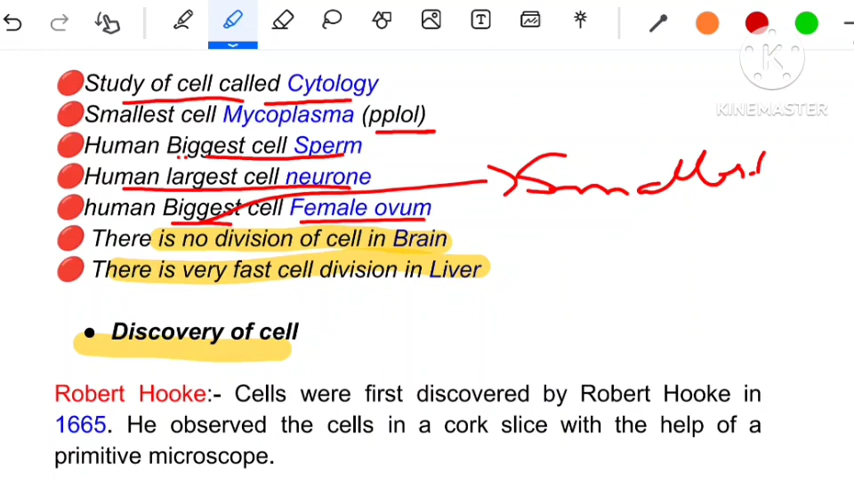 KINEMASTER
Study of cell called Cytology
Smallest cell Mycoplasma (pplol)
Human Biggest cell Sperm
Human largest cell neurone
human Biggest cell Female ovum
There is no division of cell in Brain
There is very fast cell division in Liver
Smallest
• Discovery of cell
Robert Hooke:- Cells were first discovered by Robert Hooke in
1665. He observed the cells in a cork slice with the help of a
primitive microscope.